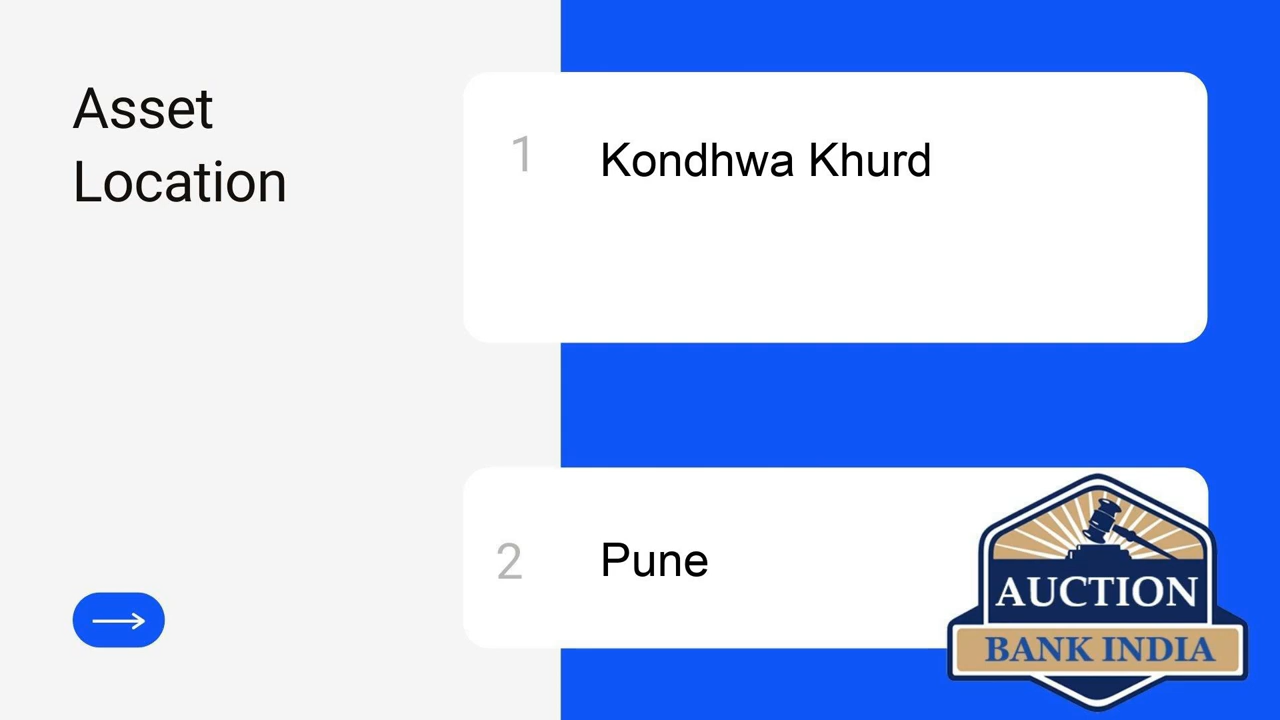 Asset
Location
1
Kondhwa Khurd
2
Pune
AUCTION
BANK INDIA